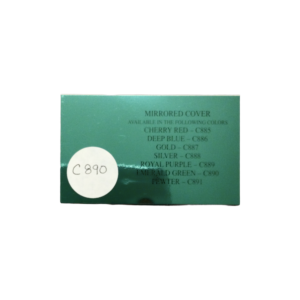 MIRRORED COVER
AVAILABLE IN THE FOLLOWING COLORS
CHERRY RED – C885
DEEP BLUE – C886
GOLD – C887
SILVER – C888
ROYAL PURPLE – C889
EMERALD GREEN – C890
PEWTER – C891
C890